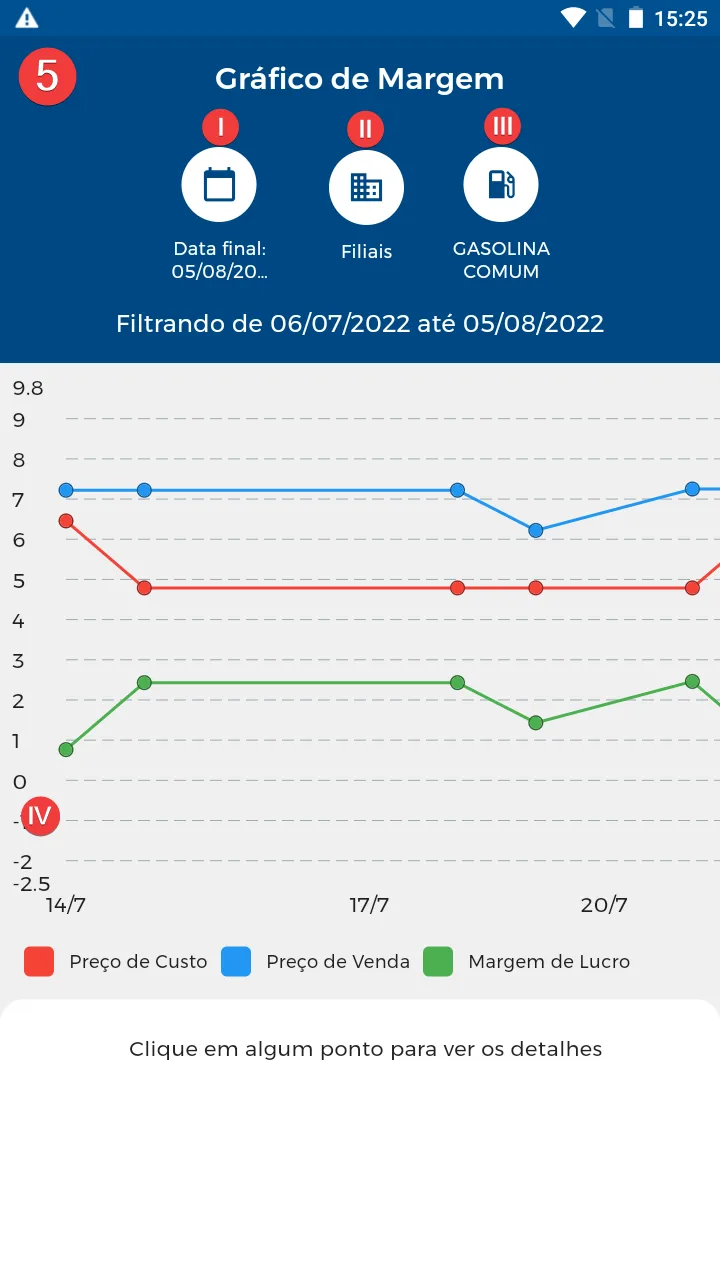 15:25
5
Gráfico de Margem
I
II
III
Data final:
05/08/20...
Filiais
GASOLINA
COMUM
Filtrando de 06/07/2022 até 05/08/2022
9.8
9
8
7
6
5
4
3
2
1
0
IV
-2
-2.5
14/7
17/7
20/7
Preço de Custo
Preço de Venda
Margem de Lucro
Clique em algum ponto para ver os detalhes